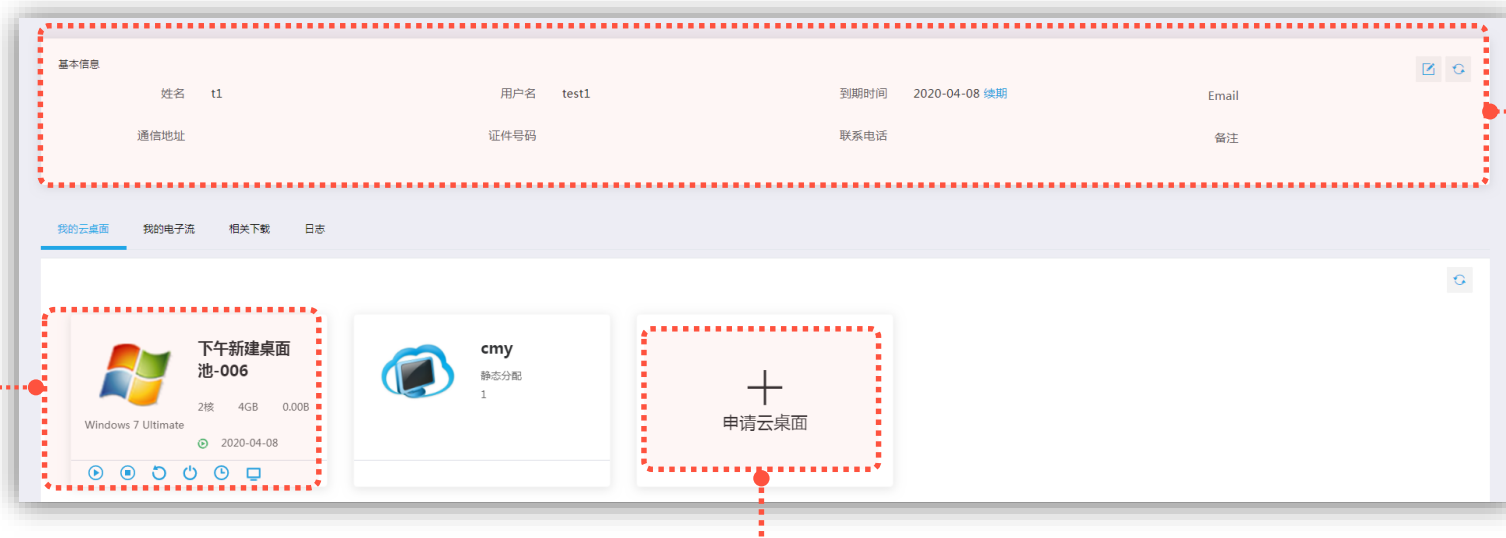 基本信息
姓名 t1 用户名 test1 到期时间 2020-04-08 续期 Email
通信地址 证件号码 联系电话 备注
我的云桌面 我的电子流 相关下载 日志
下午新建桌面
池-006
2核 4GB 0.00B
Windows 7 Ultimate
2020-04-08
cmy
静态分配
1
申请云桌面